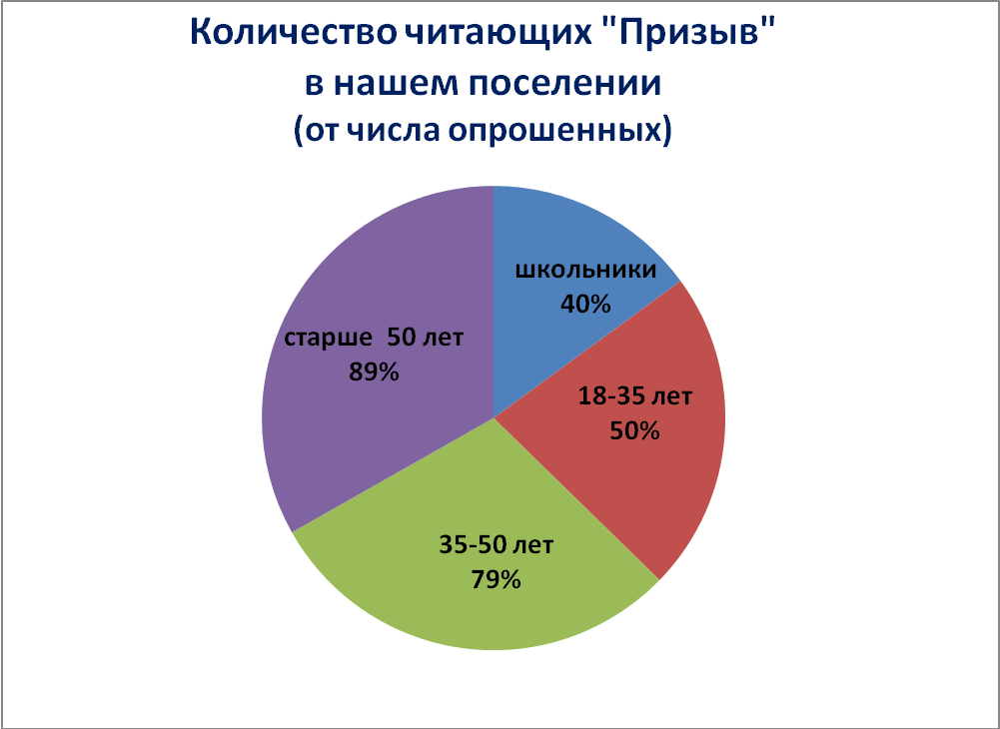 Количество читающих "Призыв"
в нашем поселении
(от числа опрошенных)
школьники
40%
старше 50 лет
89%
18-35 лет
50%
35-50 лет
79%